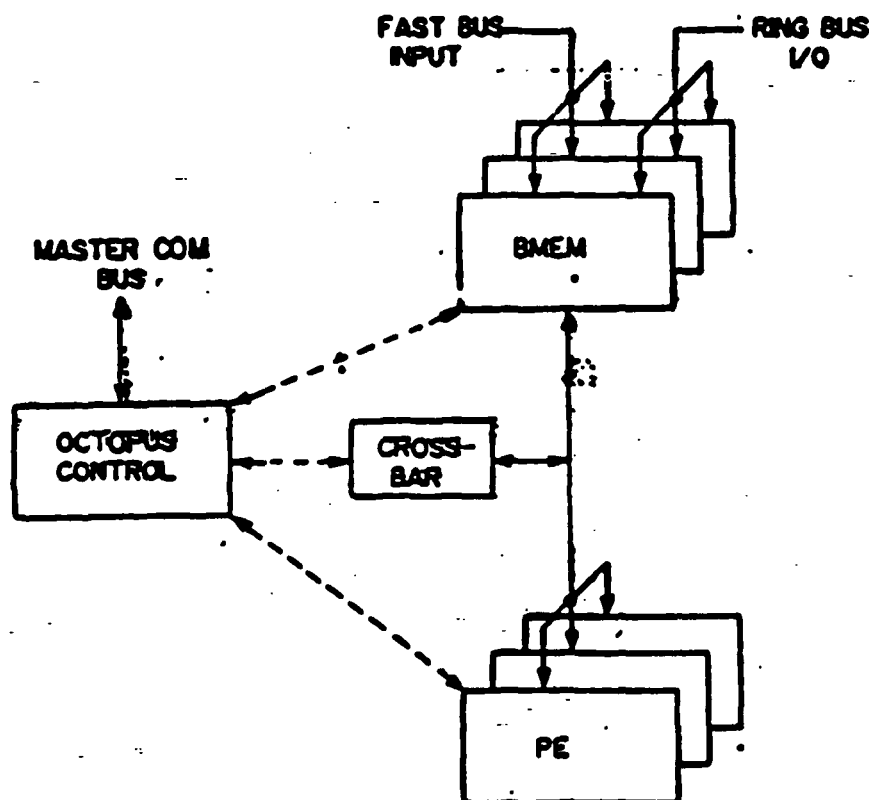 FAST BUS
INPUT
RING BUS
I/O
BMEM
MASTER COM
BUS
OCTOPUS
CONTROL
CROSS-
BAR
PE